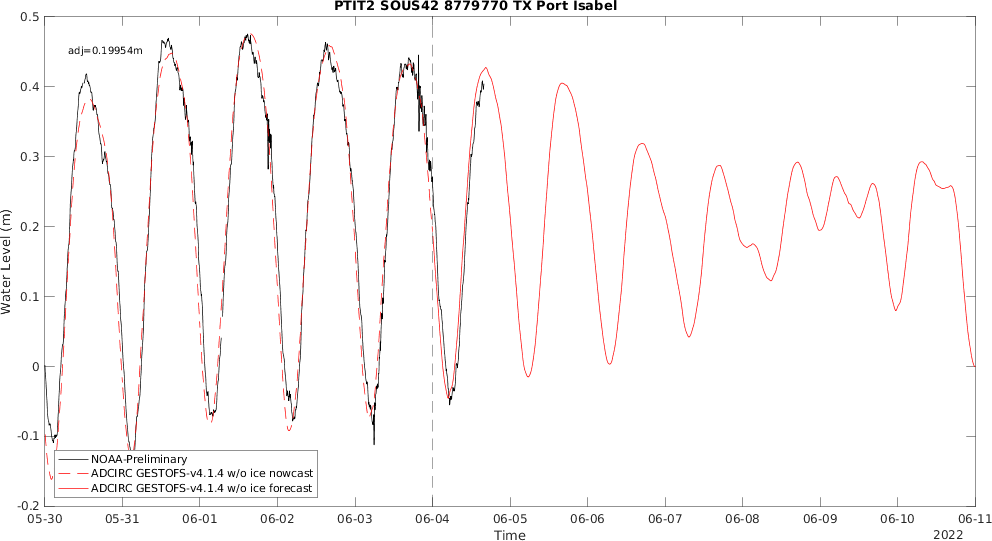 PTIT2 SOUS42 8779770 TX Port Isabel
adj=0.19954m
0.5
0.4
0.3
0.2
0.1
0
-0.1
-0.2
Water Level (m)
NOAA-Preliminary
ADCIRC GESTOFS-v4.1.4 w/o ice nowcast
ADCIRC GESTOFS-v4.1.4 w/o ice forecast
05-30 05-31 06-01 06-02 06-03 06-04 06-05 06-06 06-07 06-08 06-09 06-10 06-11
Time
2022